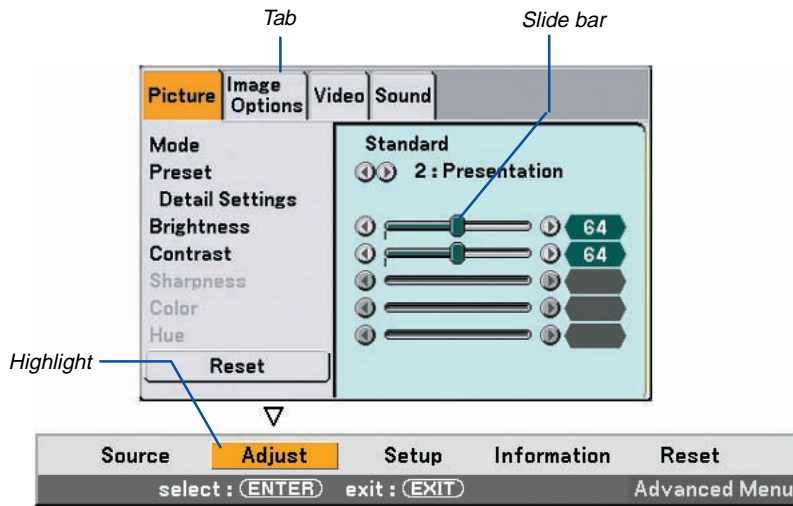 Tab
Slide bar
Picture
Image Options
Video
Sound
Mode
Standard
Preset
2 : Presentation
Detail Settings
Brightness
64
Contrast
64
Sharpness
Color
Hue
Reset
Highlight
Source
Adjust
Setup
Information
Reset
select : ENTER exit : EXIT
Advanced Menu